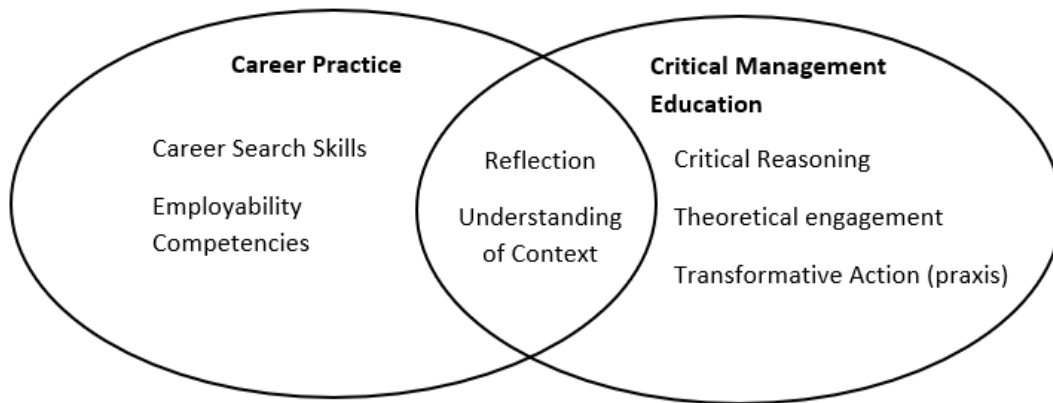 Career Practice
Career Search Skills
Employability
Competencies
Reflection
Understanding
of Context
Critical Management
Education
Critical Reasoning
Theoretical engagement
Transformative Action (praxis)